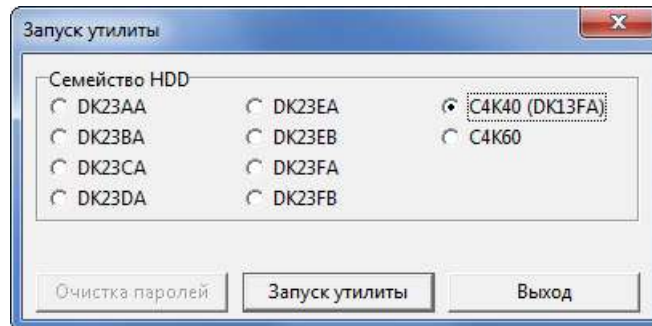 Запуск утилиты
Семейство HDD
DK23AA DK23EA C4K40 (DK13FA)
DK23BA DK23EB C4K60
DK23CA DK23FA
DK23DA DK23FB
Очистка паролей Запуск утилиты Выход